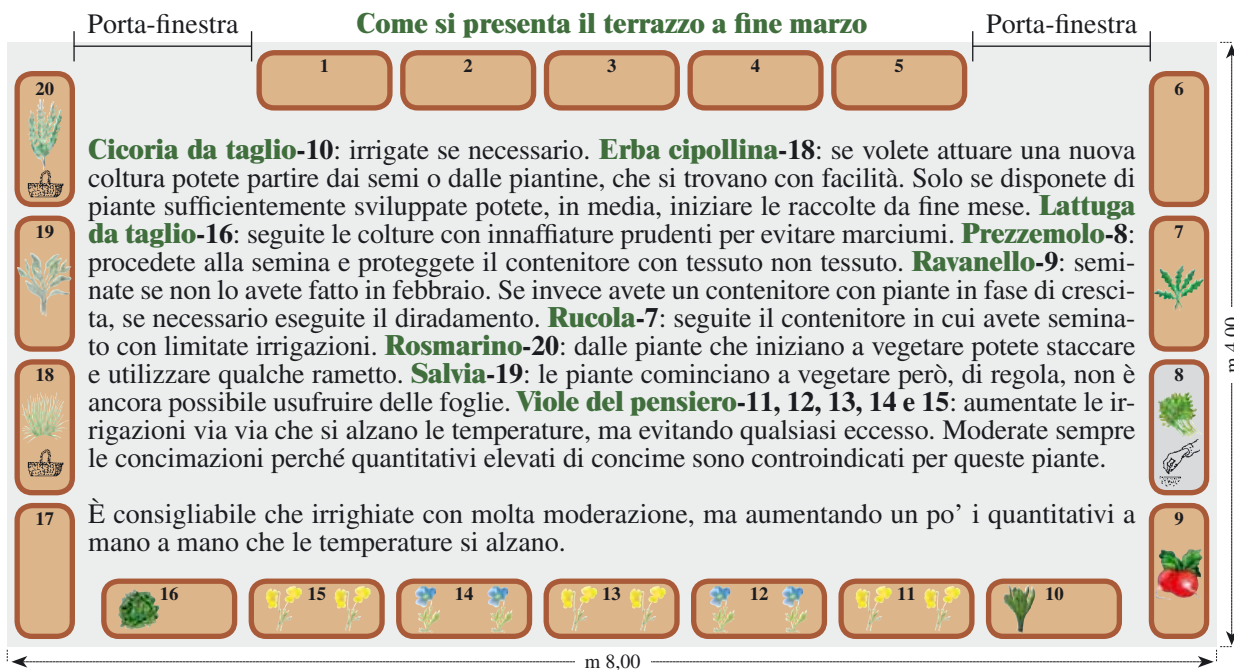 Porta-finestra
Come si presenta il terrazzo a fine marzo
Porta-finestra
1
2
3
4
5
20
6
Cicoria da taglio-10: irrigate se necessario. Erba cipollina-18: se volete attuare una nuova
coltura potete partire dai semi o dalle piantine, che si trovano con facilità. Solo se disponete di
piante sufficientemente sviluppate potete, in media, iniziare le raccolte da fine mese. Lattuga
da taglio-16: seguite le colture con innaffiature prudenti per evitare marciumi. Prezzemolo-8:
procedete alla semina e proteggete il contenitore con tessuto non tessuto. Ravanello-9: semi-
nate se non lo avete fatto in febbraio. Se invece avete un contenitore con piante in fase di cresci-
ta, se necessario eseguite il diradamento. Rucola-7: seguite il contenitore in cui avete semina-
to con limitate irrigazioni. Rosmarino-20: dalle piante che iniziano a vegetare potete staccare
e utilizzare qualche rametto. Salvia-19: le piante cominciano a vegetare però, di regola, non è
ancora possibile usufruire delle foglie. Viole del pensiero-11, 12, 13, 14 e 15: aumentate le ir-
rigazioni via via che si alzano le temperature, ma evitando qualsiasi eccesso. Moderate sempre
le concimazioni perché quantitativi elevati di concime sono controindicati per queste piante.
È consigliabile che irrighiate con molta moderazione, ma aumentando un po' i quantitativi a
mano a mano che le temperature si alzano.
19
18
17
7
8
9
m 4,00
16
15
14
13
12
11
10
m 8,00